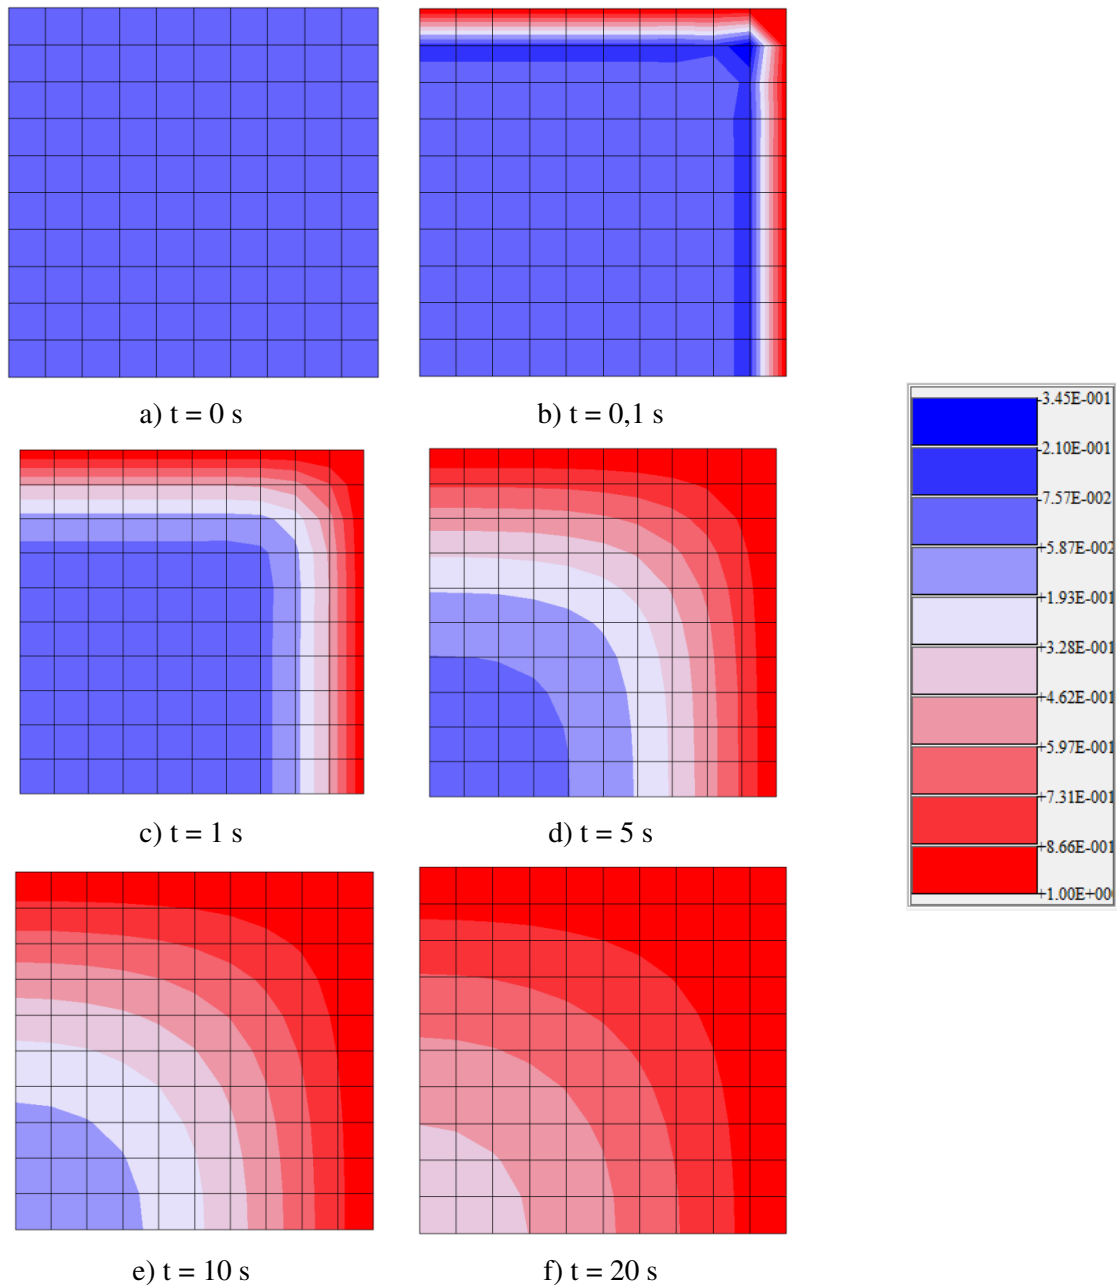 a) t = 0 s
b) t = 0,1 s
-3.45E-001
-2.10E-001
-7.57E-002
+5.87E-002
+1.93E-001
+3.28E-001
+4.62E-001
+5.97E-001
+7.31E-001
+8.66E-001
+1.00E+00
c) t = 1 s
d) t = 5 s
e) t = 10 s
f) t = 20 s